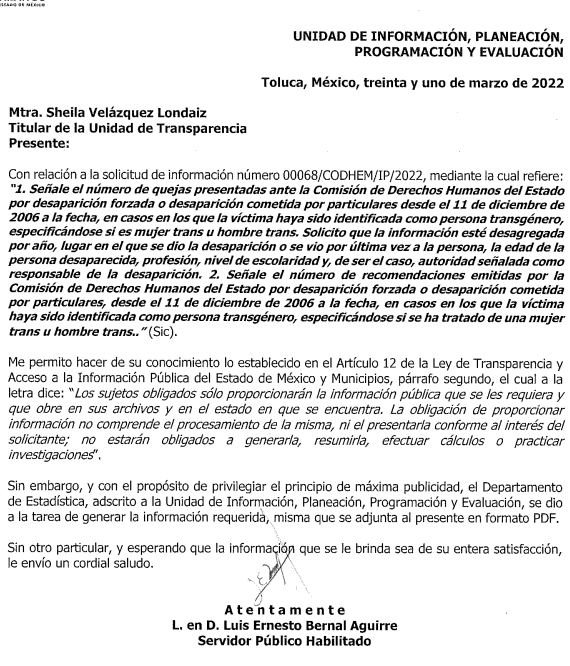 ESTADO DE MÉXICO
UNIDAD DE INFORMACIÓN, PLANEACIÓN,
PROGRAMACIÓN Y EVALUACIÓN
Toluca, México, treinta y uno de marzo de 2022
Mtra. Sheila Velázquez Londaiz
Titular de la Unidad de Transparencia
Presente:
Con relación a la solicitud de información número 00068/CODHEM/IP/2022, mediante la cual refiere:
"1. Señale el número de quejas presentadas ante la Comisión de Derechos Humanos del Estado
por desaparición forzada o desaparición cometida por particulares desde el 11 de diciembre de
2006 a la fecha, en casos en los que la víctima haya sido identificada como persona transgénero,
especificándose si es mujer trans u hombre trans. Solicito que la información esté desagregada
por año, lugar en el que se dio la desaparición o se vio por última vez a la persona, la edad de la
persona desaparecida, profesión, nivel de escolaridad y, de ser el caso, autoridad señalada como
responsable de la desaparición. 2. Señale el número de recomendaciones emitidas por la
Comisión de Derechos Humanos del Estado por desaparición forzada o desaparición cometida
por particulares, desde el 11 de diciembre de 2006 a la fecha, en casos en los que la víctima
haya sido identificada como persona transgénero, especificándose si se ha tratado de una mujer
trans u hombre trans.." (Sic).
Me permito hacer de su conocimiento lo establecido en el Artículo 12 de la Ley de Transparencia y
Acceso a la Información Pública del Estado de México y Municipios, párrafo segundo, el cual a la
letra dice: "Los sujetos obligados sólo proporcionarán la información pública que se les requiera y
que obre en sus archivos y en el estado en que se encuentra. La obligación de proporcionar
información no comprende el procesamiento de la misma, ni el presentarla conforme al interés del
solicitante; no estarán obligados a generarla, resumirla, efectuar cálculos o practicar
investigaciones".
Sin embargo, y con el propósito de privilegiar el principio de máxima publicidad, el Departamento
de Estadística, adscrito a la Unidad de Información, Planeación, Programación y Evaluación, se dio
a la tarea de generar la información requerida, misma que se adjunta al presente en formato PDF.
Sin otro particular, y esperando que la información que se le brinda sea de su entera satisfacción,
le envío un cordial saludo.
Atentamente
L. en D. Luis Ernesto Bernal Aguirre
Servidor Público Habilitado